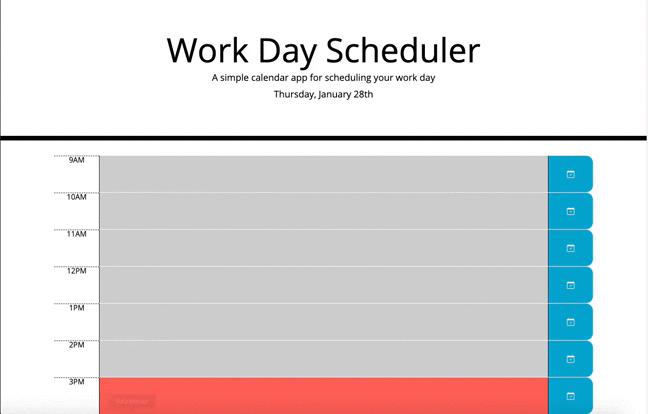 Work Day Scheduler
A simple calendar app for scheduling your work day
Thursday, January 28th
9AM
10AM
11AM
12PM
1PM
2PM
3PM